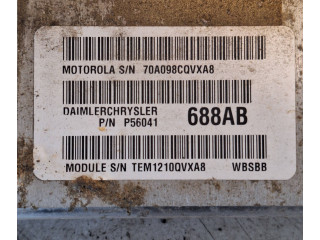 MOTOROLA S/N 70A098CQVXA8
DAIMLERCHRYSLER
P/N P56041 688AB
MODULE S/N TEM1210QVXA8 WBSBB